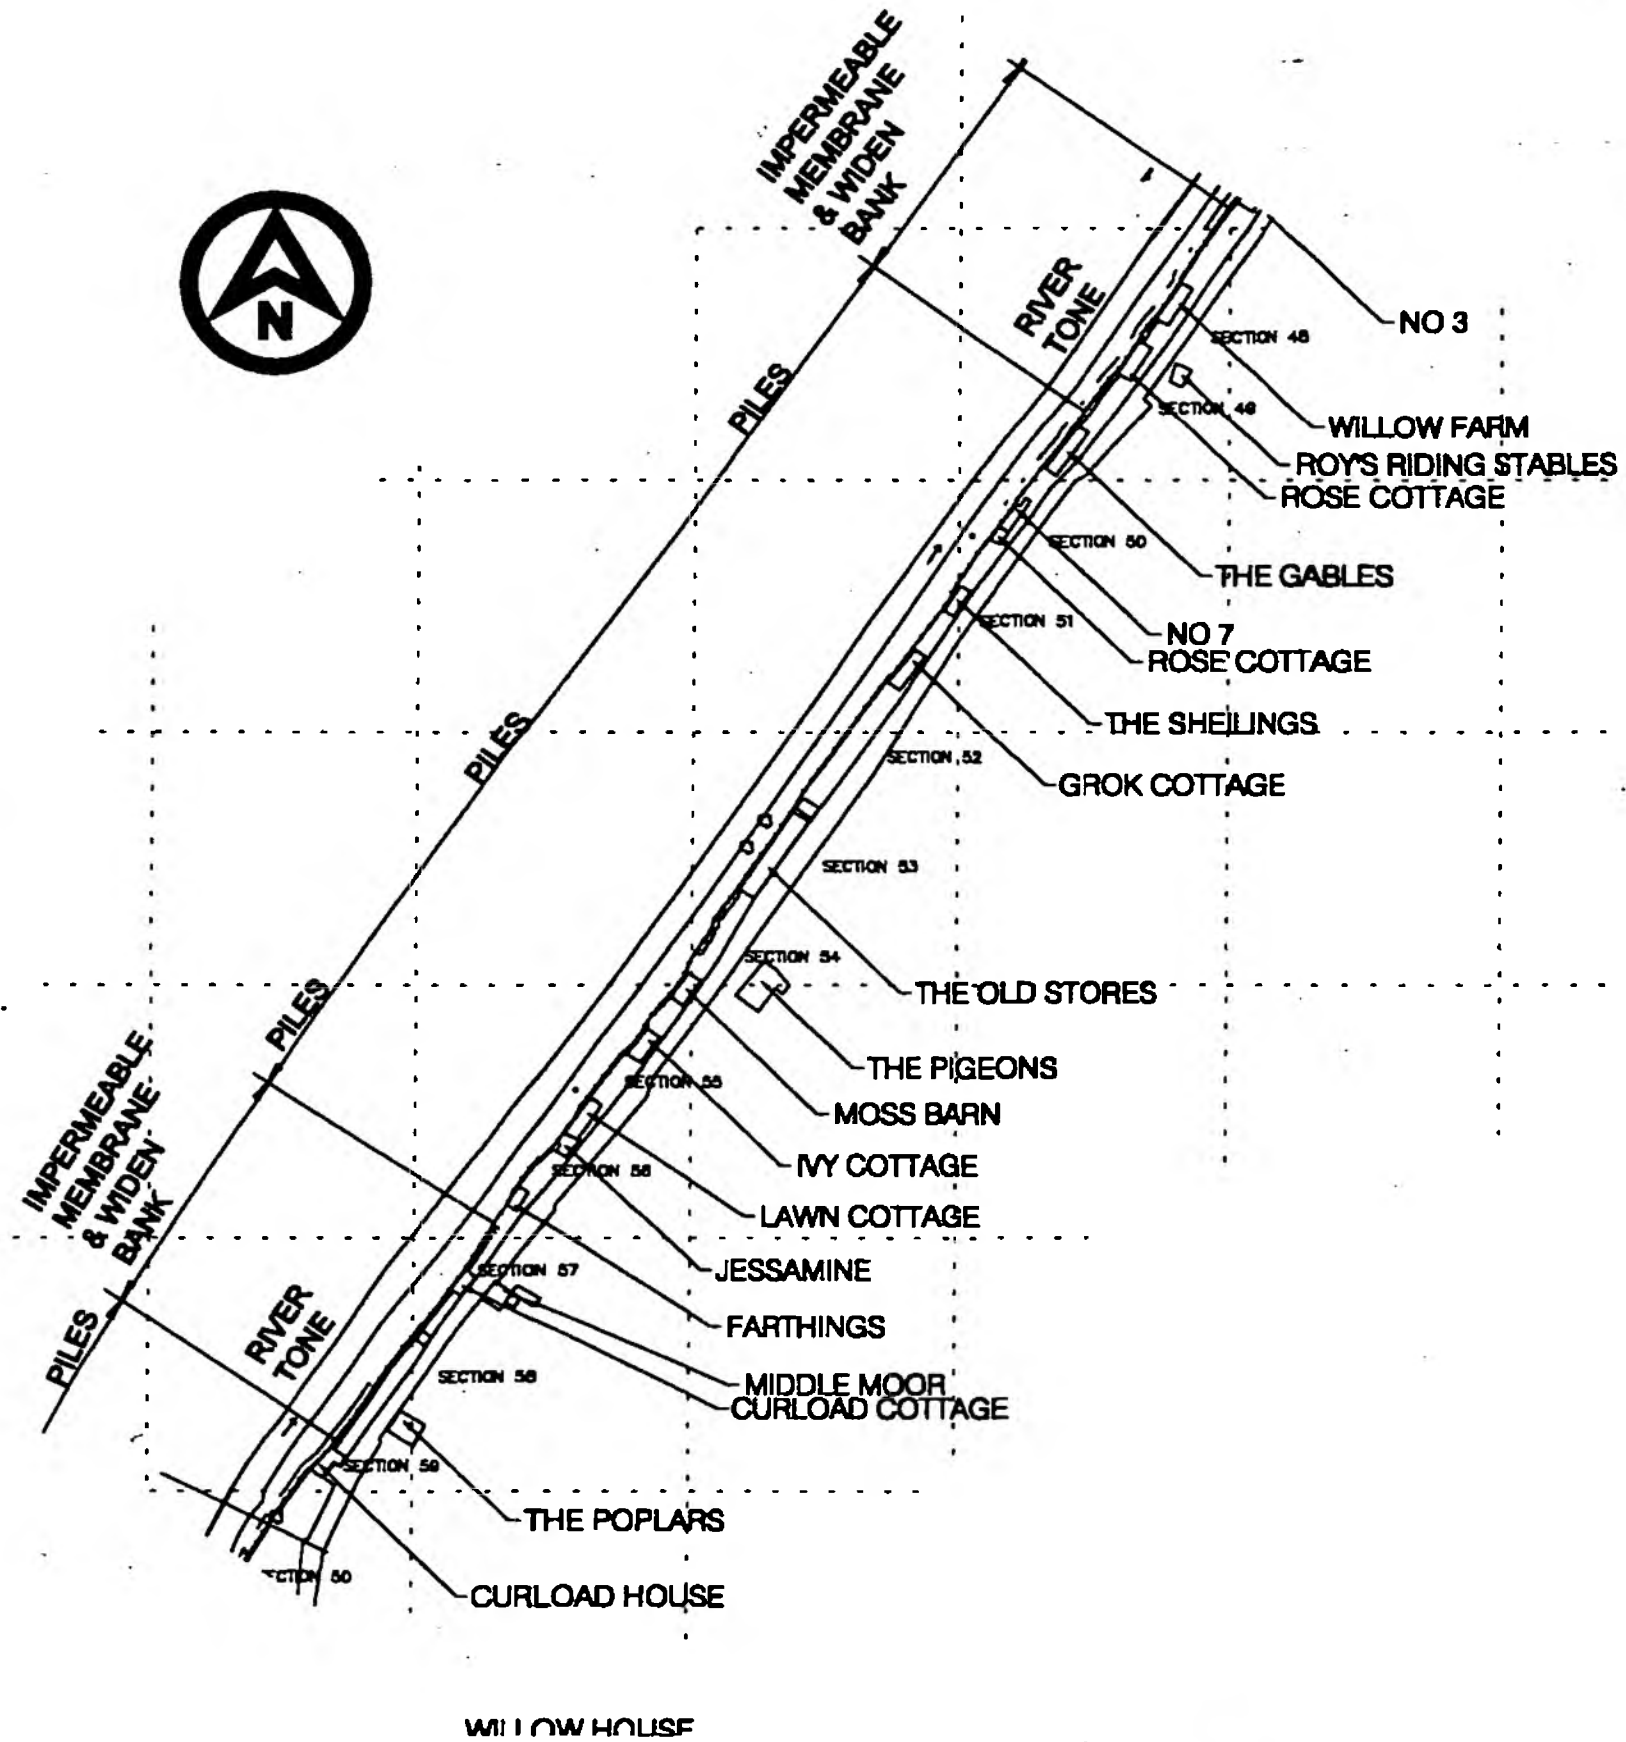 IMPERMEABLE
MEMBRANE
& WIDEN
BANK
N
RIVER
TONE
NO 3
SECTION 48
PILES
SECTION 49
WILLOW FARM
ROY'S RIDING STABLES
ROSE COTTAGE
SECTION 50
THE GABLES
SECTION 51
NO 7
ROSE COTTAGE
THE SHEILINGS
PILES
SECTION 52
GROK COTTAGE
SECTION 53
SECTION 54
THE OLD STORES
PILES
THE PIGEONS
SECTION 55
MOSS BARN
IMPERMEABLE
MEMBRANE
& WIDEN
BANK
IVY COTTAGE
SECTION 56
LAWN COTTAGE
JESSAMINE
SECTION 57
FARTHINGS
RIVER
TONE
PILES
SECTION 58
MIDDLE MOOR
CURLOAD COTTAGE
SECTION 59
THE POPLARS
CURLOAD HOUSE
WILLOW HOUSE